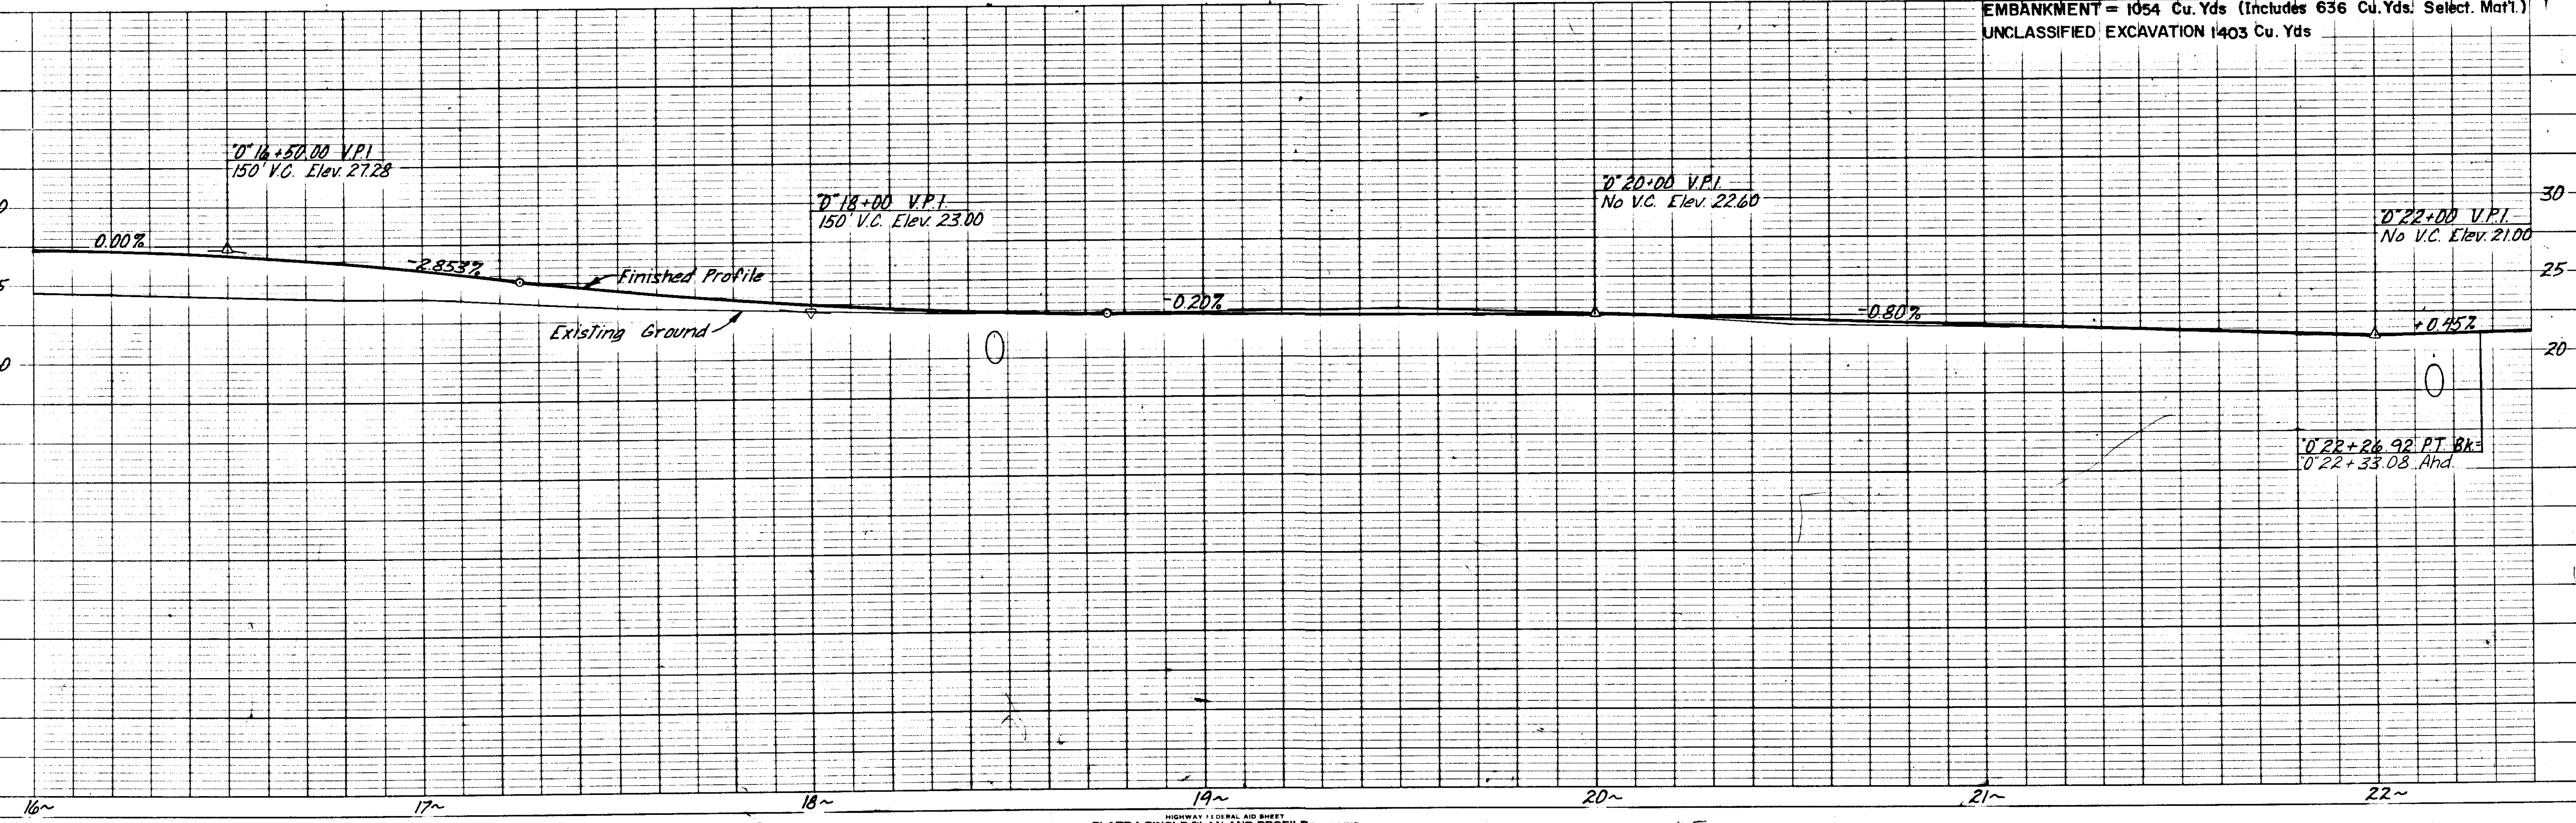 EMBANKMENT = 1054 Cu. Yds (Includes 636 Cu. Yds. Select. Mat'l.)
UNCLASSIFIED EXCAVATION 1403 Cu. Yds
"O" 16+50.00 V.P.I.
150' V.C. Elev. 27.28
"O" 18+00 V.P.I.
150' V.C. Elev. 23.00
"O" 20+00 V.P.I.
No V.C. Elev. 22.60
"O" 22+00 V.P.I.
No V.C. Elev. 21.00
30
25
20
0.00%
-2.853%
Finished Profile
Existing Ground
-0.20%
-0.80%
+0.45%
"O" 22+26.92 P.T. BK.=
"O" 22+33.08 Ahd.
16~
17~
18~
19~
20~
21~
22~
HIGHWAY FEDERAL AID SHEET